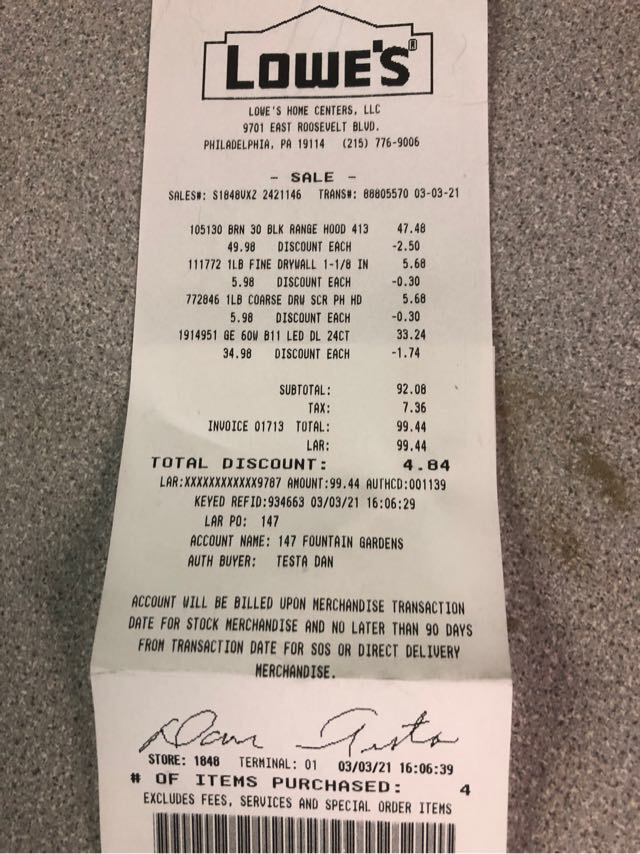 LOWE'S®
LOWE'S HOME CENTERS, LLC
9701 EAST ROOSEVELT BLVD.
PHILADELPHIA, PA 19114 (215) 776-9006
- SALE -
SALES#: S1848VX2 2421146 TRANS#: 88805570 03-03-21
105130 BRN 30 BLK RANGE HOOD 413 47.48
49.98 DISCOUNT EACH -2.50
111772 1LB FINE DRYWALL 1-1/8 IN 5.68
5.98 DISCOUNT EACH -0.30
772846 1LB COARSE DRW SCR PH HD 5.68
5.98 DISCOUNT EACH -0.30
1914951 GE 60W B11 LED DL 24CT 33.24
34.98 DISCOUNT EACH -1.74
SUBTOTAL: 92.08
TAX: 7.36
INVOICE 01713 TOTAL: 99.44
LAR: 99.44
TOTAL DISCOUNT: 4.84
LAR:XXXXXXXXXXXX9787 AMOUNT:99.44 AUTHCD:001139
KEYED REFID:934663 03/03/21 16:06:29
LAR PO: 147
ACCOUNT NAME: 147 FOUNTAIN GARDENS
AUTH BUYER: TESTA DAN
ACCOUNT WILL BE BILLED UPON MERCHANDISE TRANSACTION
DATE FOR STOCK MERCHANDISE AND NO LATER THAN 90 DAYS
FROM TRANSACTION DATE FOR SOS OR DIRECT DELIVERY
MERCHANDISE.
Dan Testa
STORE: 1848 TERMINAL: 01 03/03/21 16:06:39
# OF ITEMS PURCHASED: 4
EXCLUDES FEES, SERVICES AND SPECIAL ORDER ITEMS